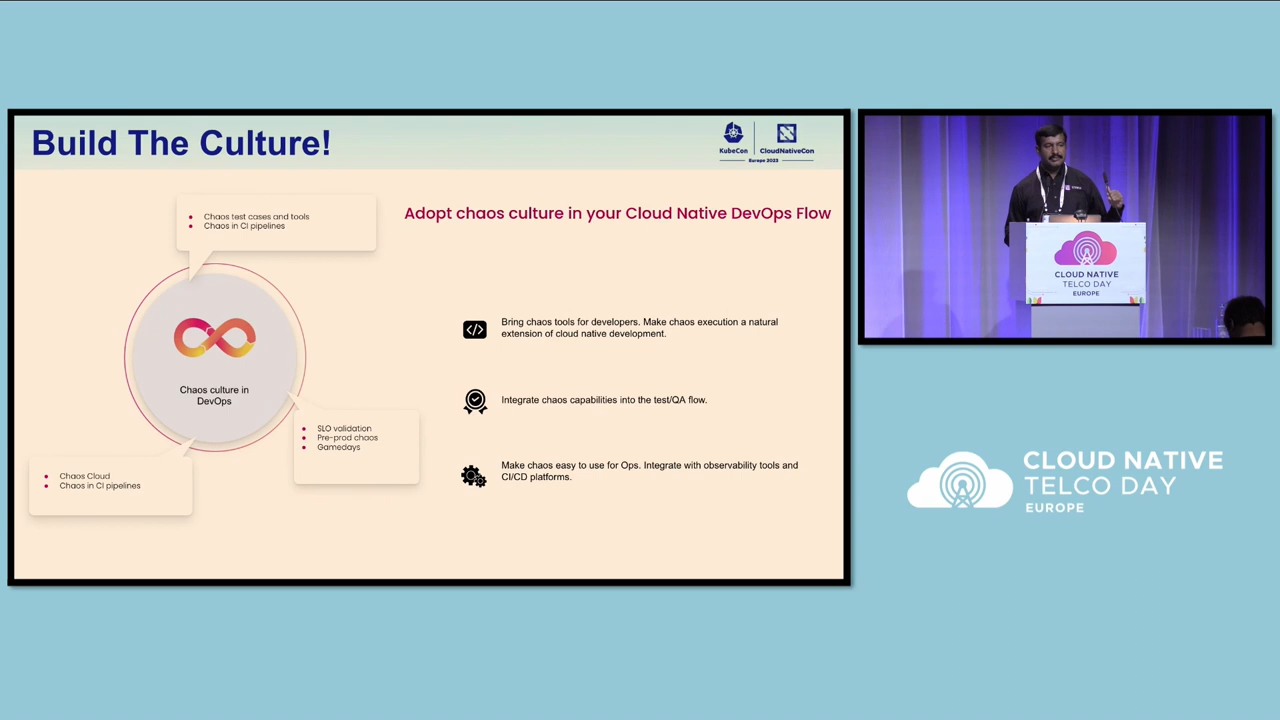 Build The Culture!
KubeCon
CloudNativeCon
Europe 2023
Chaos test cases and tools
Chaos in CI pipelines
Adopt chaos culture in your Cloud Native DevOps Flow
Chaos culture in
DevOps
SLO validation
Pre-prod chaos
Gamedays
Chaos Cloud
Chaos in CI pipelines
Bring chaos tools for developers. Make chaos execution a natural
extension of cloud native development.
Integrate chaos capabilities into the test/QA flow.
Make chaos easy to use for Ops. Integrate with observability tools and
CI/CD platforms.
CLOUD NATIVE
TELCO DAY
EUROPE
CLOUD NATIVE
TELCO DAY
EUROPE